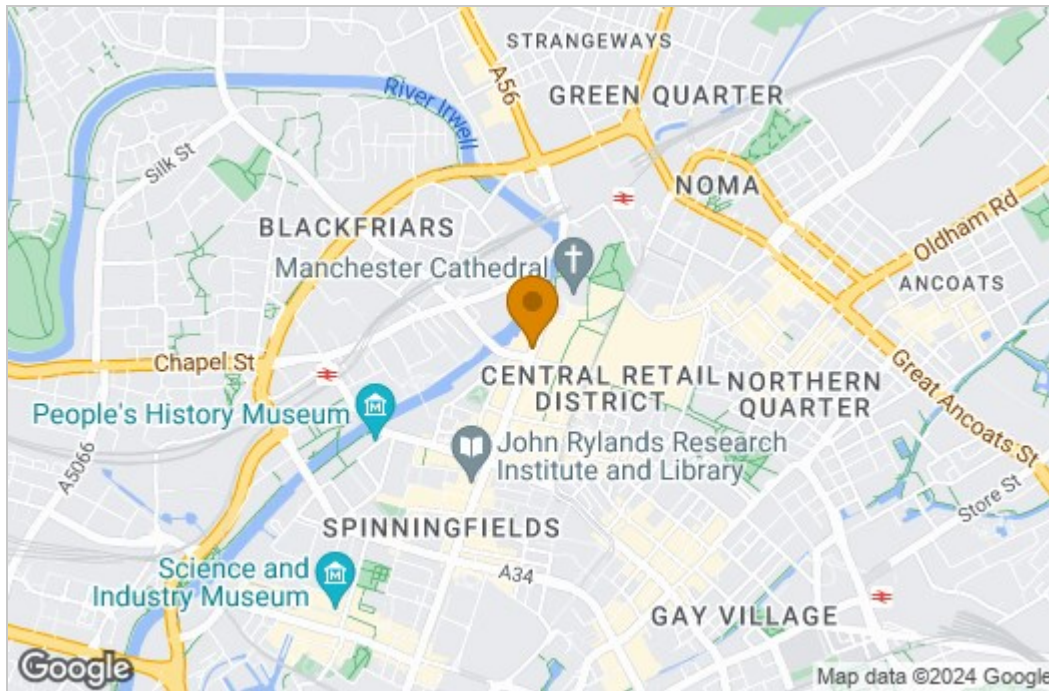 STRANGEWAYS
A56
GREEN QUARTER
River Irwell
Silk St
NOMA
BLACKFRIARS
Oldham Rd
Manchester Cathedral
ANCOATS
Chapel St
CENTRAL RETAIL
DISTRICT
NORTHERN
QUARTER
Great Ancoats St
People's History Museum
John Rylands Research
Institute and Library
A5066
Store St
SPINNINGFIELDS
Science and
Industry Museum
A34
GAY VILLAGE
Google
Map data ©2024 Google